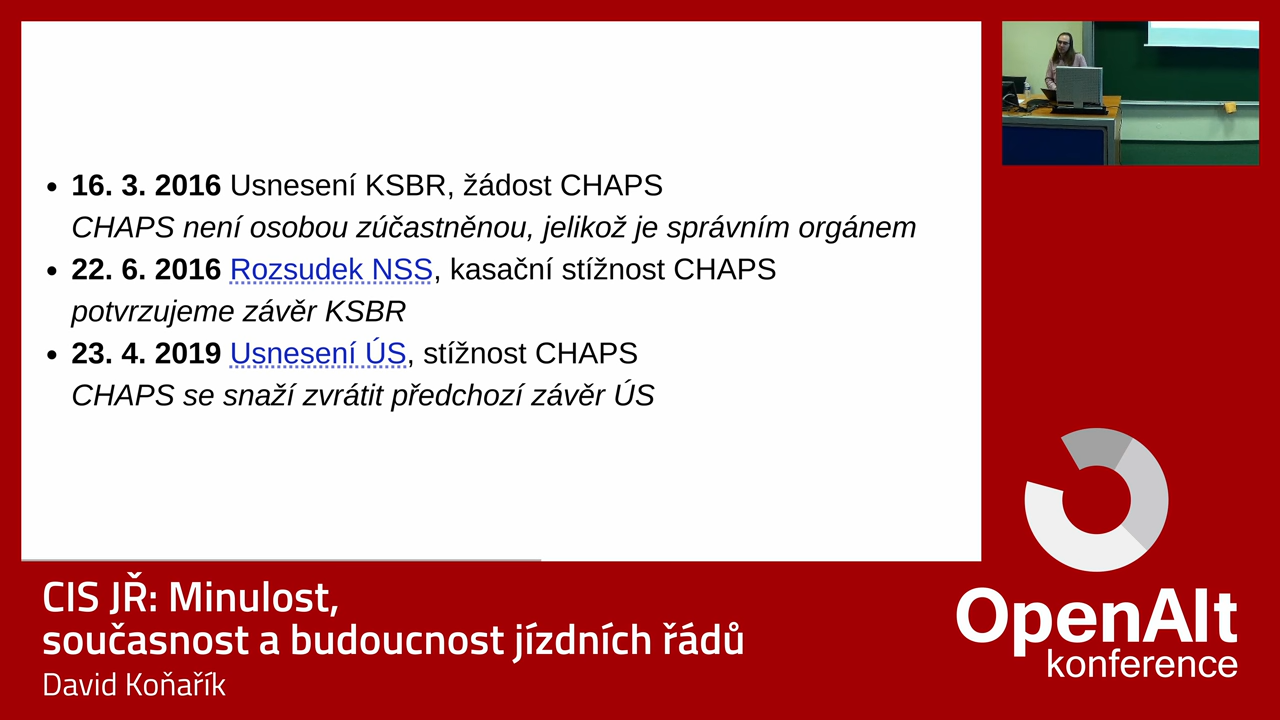 16. 3. 2016 Usnesení KSBR, žádost CHAPS
CHAPS není osobou zúčastněnou, jelikož je správním orgánem
22. 6. 2016 Rozsudek NSS, kasační stížnost CHAPS
potvrzujeme závěr KSBR
23. 4. 2019 Usnesení ÚS, stížnost CHAPS
CHAPS se snaží zvrátit předchozí závěr ÚS
CIS JŘ: Minulost,
současnost a budoucnost jízdních řádů
David Koňařík
OpenAlt
konference